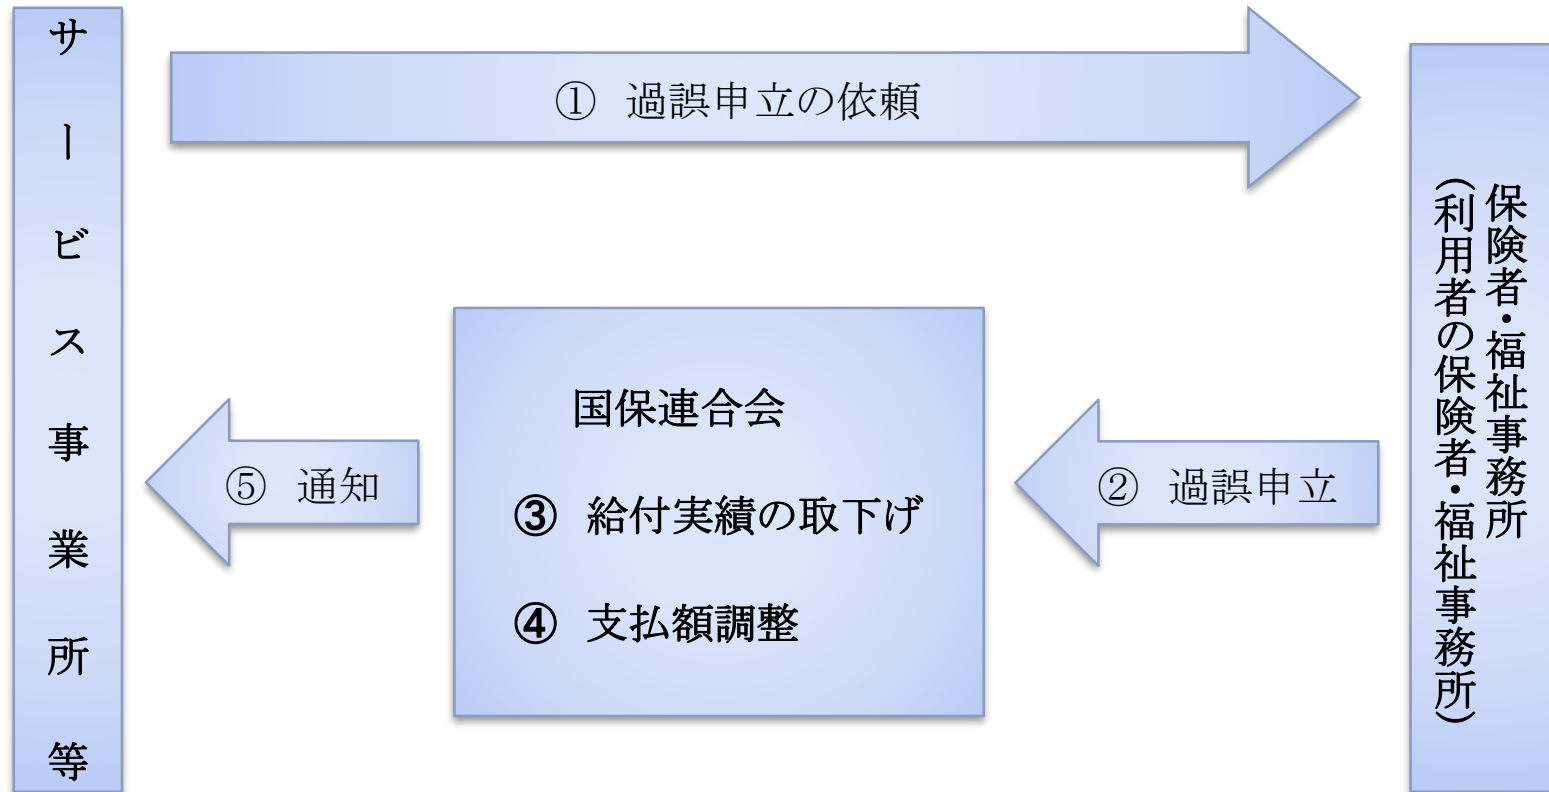 サービス事業所等
① 過誤申立の依頼
保険者・福祉事務所
（利用者の保険者・福祉事務所）
② 過誤申立
国保連合会
③ 給付実績の取下げ
④ 支払額調整
⑤ 通知